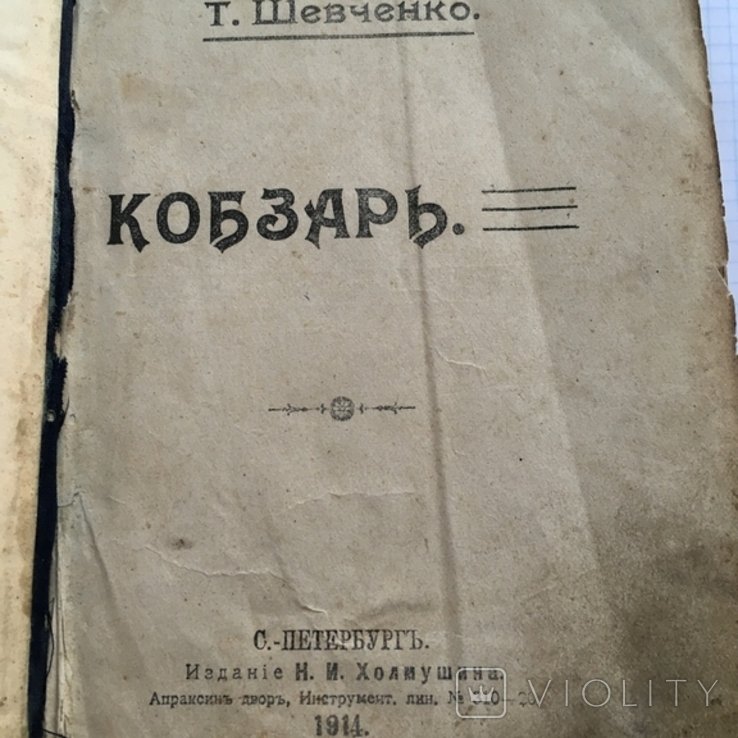 Т. Шевченко.
КОБЗАРЬ.
С.-ПЕТЕРБУРГЪ.
Изданіе Н. И. Холмушина.
Апраксинъ дворъ, Инструмент. лин. №
1914.
VIOLITY